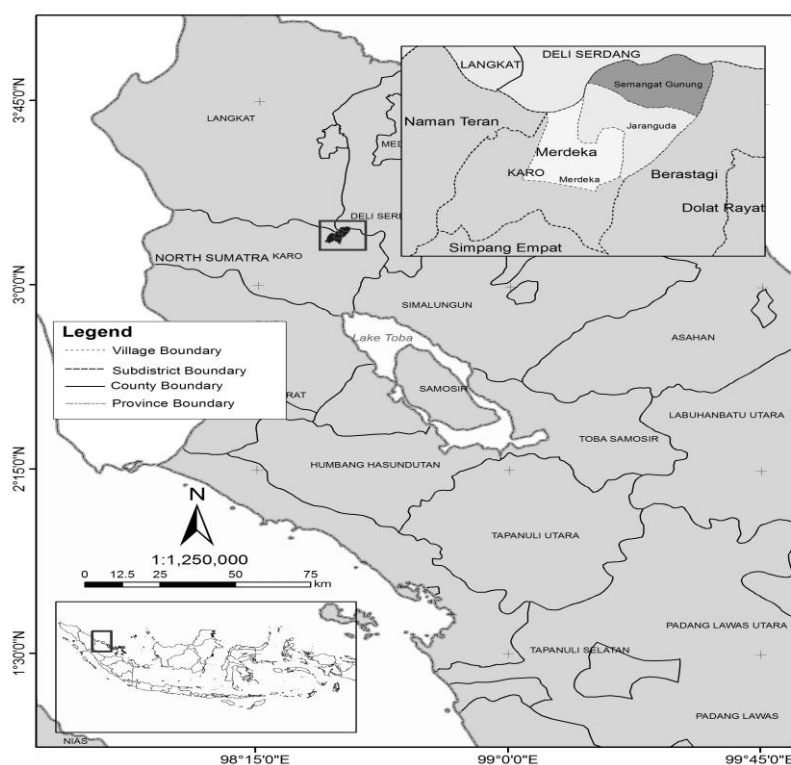 DELI SERDANG
LANGKAT
Semangat Gunung
3°45'0"N
LANGKAT
Naman Teran
Jaranguda
MED
Merdeka
KARO
Merdeka
Berastagi
DELI SER
Dolat Rayat
Simpang Empat
NORTH SUMATRA
KARO
3°0'0"N
SIMALUNGUN
Legend
Village Boundary
Subdistrict Boundary
County Boundary
Province Boundary
Lake Toba
ASAHAN
SAMOSIR
RAT
LABUHANBATU UTARA
TOBA SAMOSIR
2°15'0"N
HUMBANG HASUNDUTAN
N
TAPANULI UTARA
1:1,250,000
0 12.5 25 50 75
km
PADANG LAWAS UTARA
1°30'0"N
TAPANULI SELATAN
PADANG LAWAS
NIAS
98°15'0"E
99°0'0"E
99°45'0"E